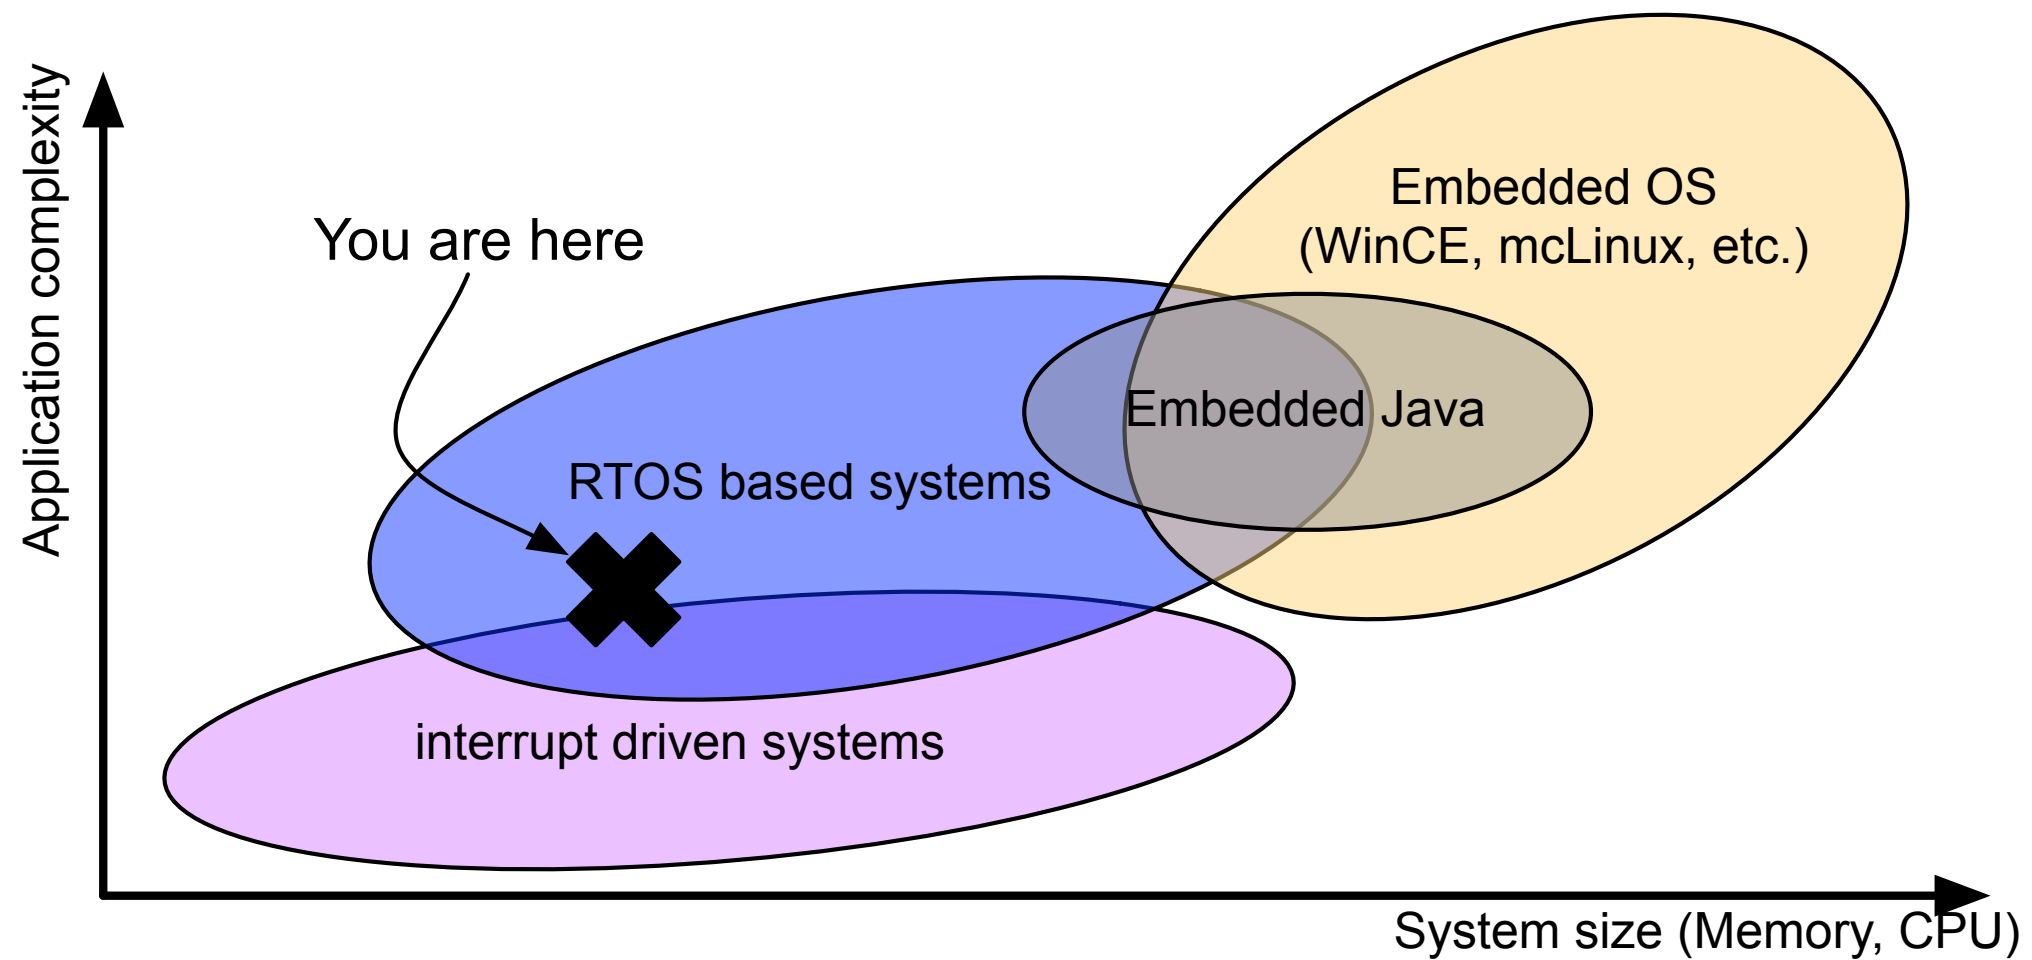 Application complexity
You are here
Embedded OS
(WinCE, mcLinux, etc.)
Embedded Java
RTOS based systems
interrupt driven systems
System size (Memory, CPU)